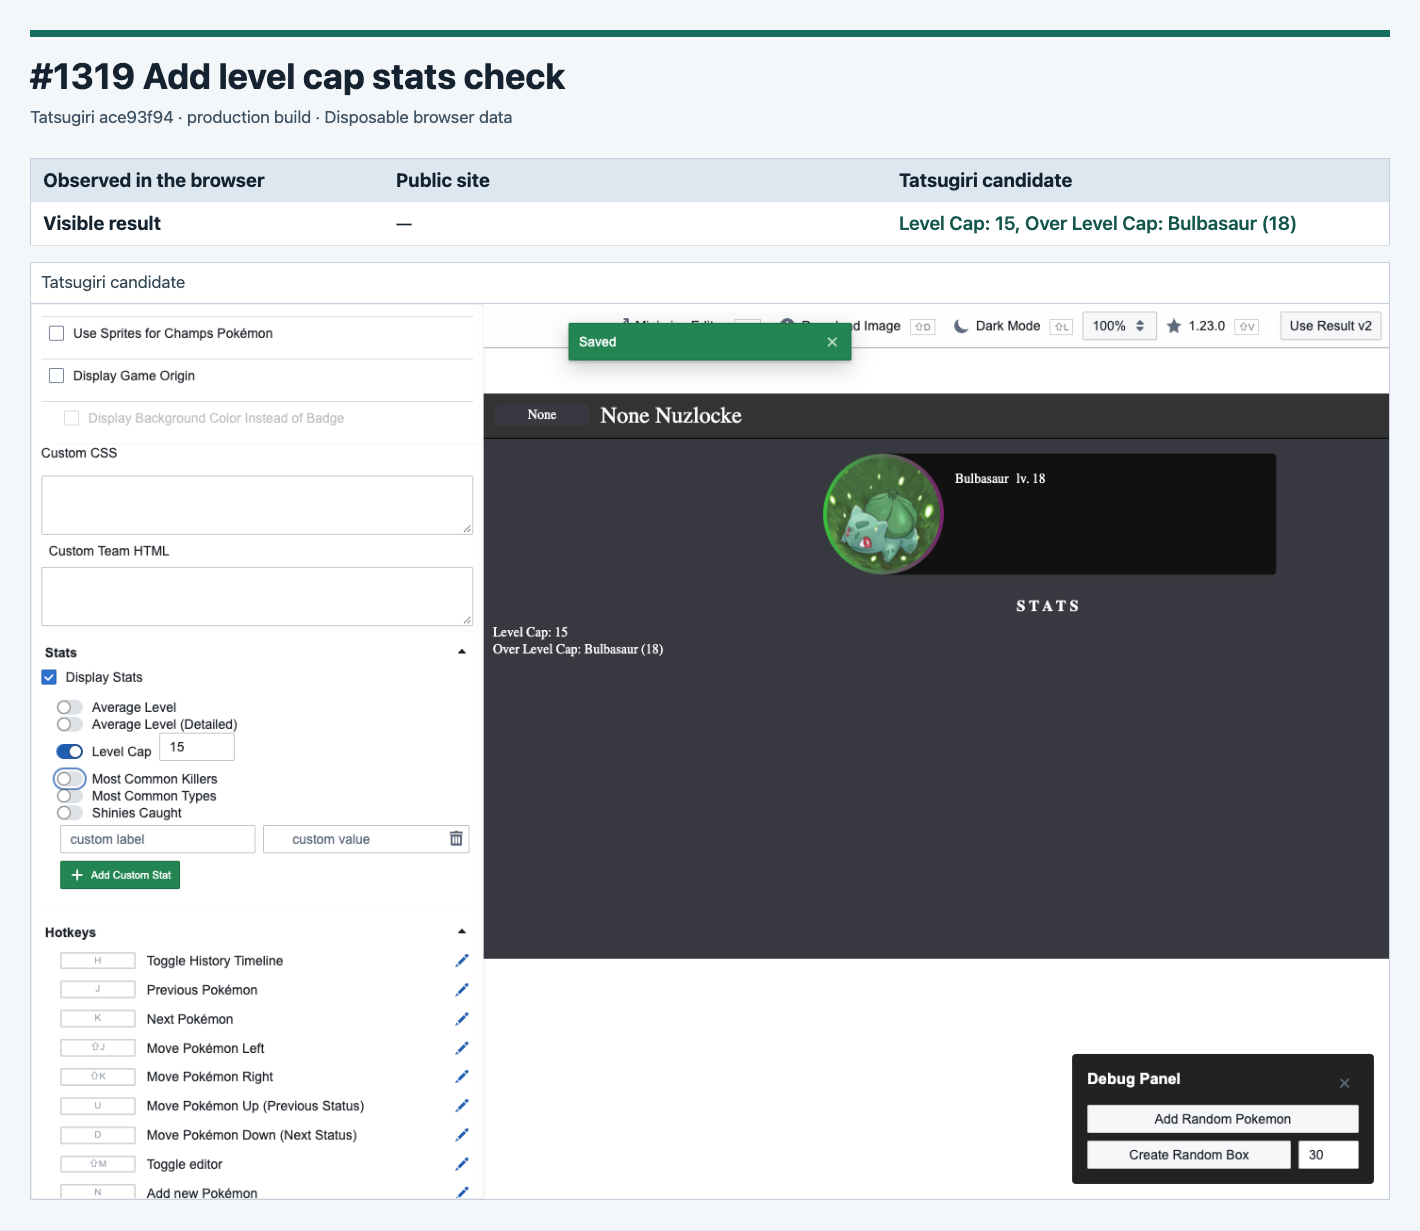 #1319 Add level cap stats check
Tatsugiri ace93f94 · production build · Disposable browser data
Observed in the browser Public site Tatsugiri candidate
Visible result — Level Cap: 15, Over Level Cap: Bulbasaur (18)
Tatsugiri candidate
Use Sprites for Champs Pokémon
Display Game Origin
Display Background Color Instead of Badge
Custom CSS
Custom Team HTML
Stats
Display Stats
Average Level
Average Level (Detailed)
Level Cap 15
Most Common Killers
Most Common Types
Shinies Caught
custom label custom value
Add Custom Stat
Hotkeys
H Toggle History Timeline
J Previous Pokémon
K Next Pokémon
⇧J Move Pokémon Left
⇧K Move Pokémon Right
U Move Pokémon Up (Previous Status)
D Move Pokémon Down (Next Status)
⇧M Toggle editor
N Add new Pokémon
Image ⇧D Dark Mode ⇧L 100% 1.23.0 ⇧V Use Result v2
Saved
None None Nuzlocke
Bulbasaur lv. 18
STATS
Level Cap: 15
Over Level Cap: Bulbasaur (18)
Debug Panel
Add Random Pokemon
Create Random Box 30